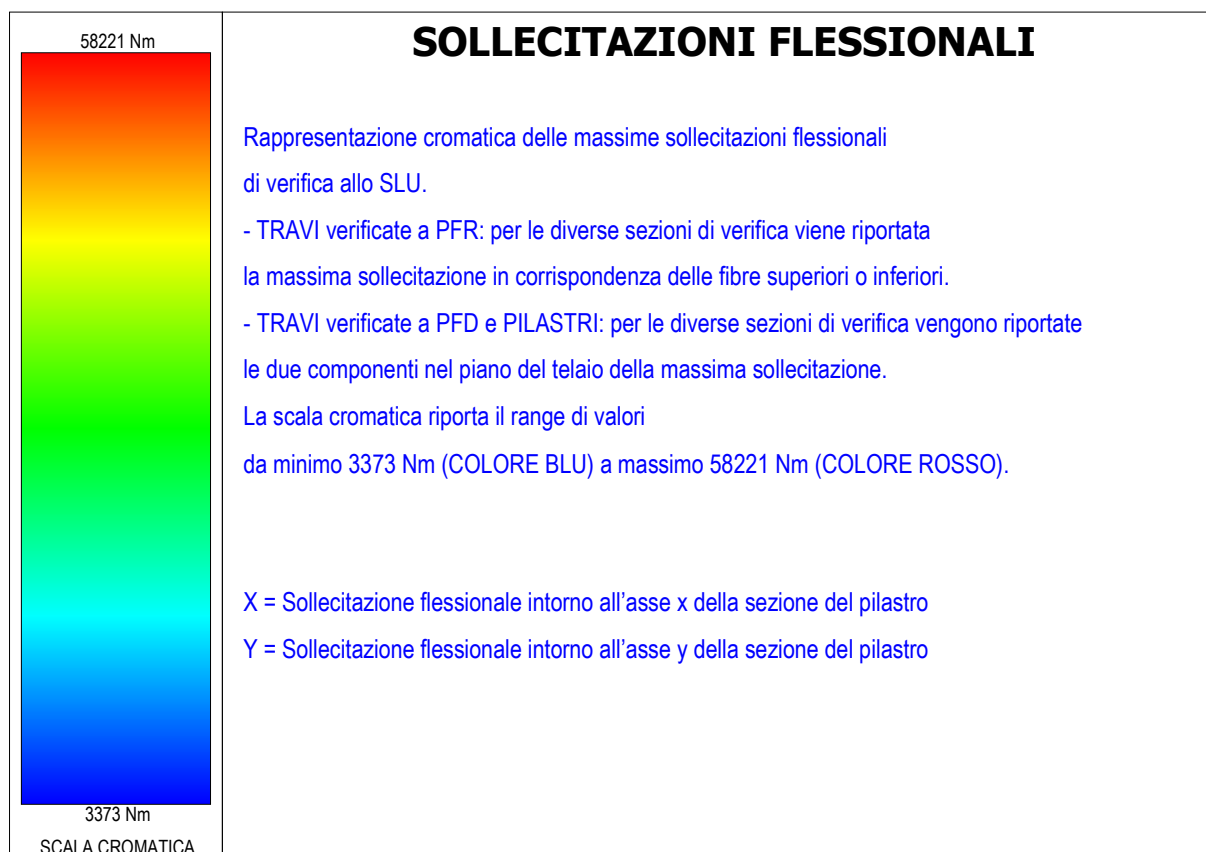 58221 Nm
3373 Nm
SCALA CROMATICA
SOLLECITAZIONI FLESSIONALI
Rappresentazione cromatica delle massime sollecitazioni flessionali
di verifica allo SLU.
- TRAVI verificate a PFR: per le diverse sezioni di verifica viene riportata
la massima sollecitazione in corrispondenza delle fibre superiori o inferiori.
- TRAVI verificate a PFD e PILASTRI: per le diverse sezioni di verifica vengono riportate
le due componenti nel piano del telaio della massima sollecitazione.
La scala cromatica riporta il range di valori
da minimo 3373 Nm (COLORE BLU) a massimo 58221 Nm (COLORE ROSSO).
X = Sollecitazione flessionale intorno all'asse x della sezione del pilastro
Y = Sollecitazione flessionale intorno all'asse y della sezione del pilastro